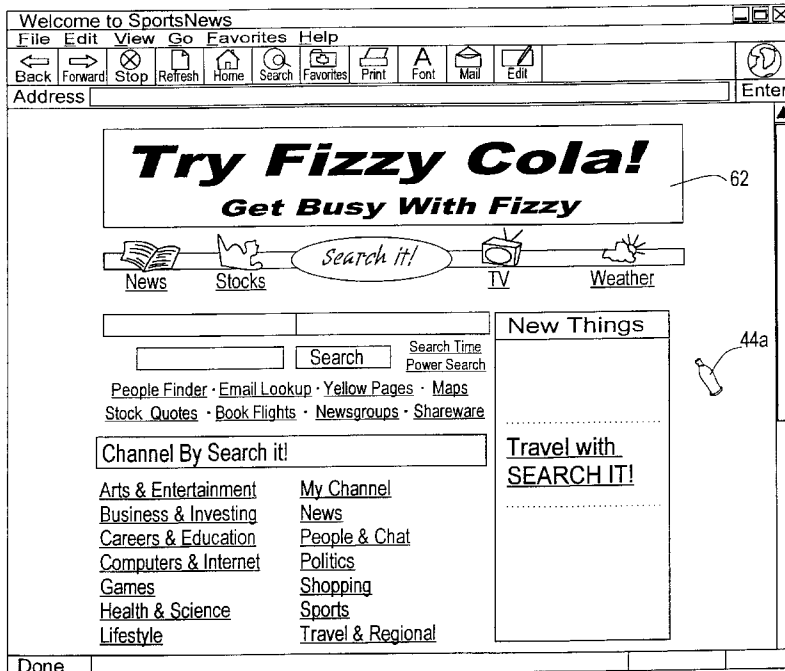 Welcome to SportsNews
File Edit View Go Favorites Help
Back Forward Stop Refresh Home Search Favorites Print Font Mail Edit
Address Enter
Try Fizzy Cola!
Get Busy With Fizzy
62
Search it!
News Stocks TV Weather
New Things
44a
Search Search Time
Power Search
People Finder · Email Lookup · Yellow Pages · Maps
Stock Quotes · Book Flights · Newsgroups · Shareware
Travel with
SEARCH IT!
Channel By Search it!
Arts & Entertainment My Channel
Business & Investing News
Careers & Education People & Chat
Computers & Internet Politics
Games Shopping
Health & Science Sports
Lifestyle Travel & Regional
Done